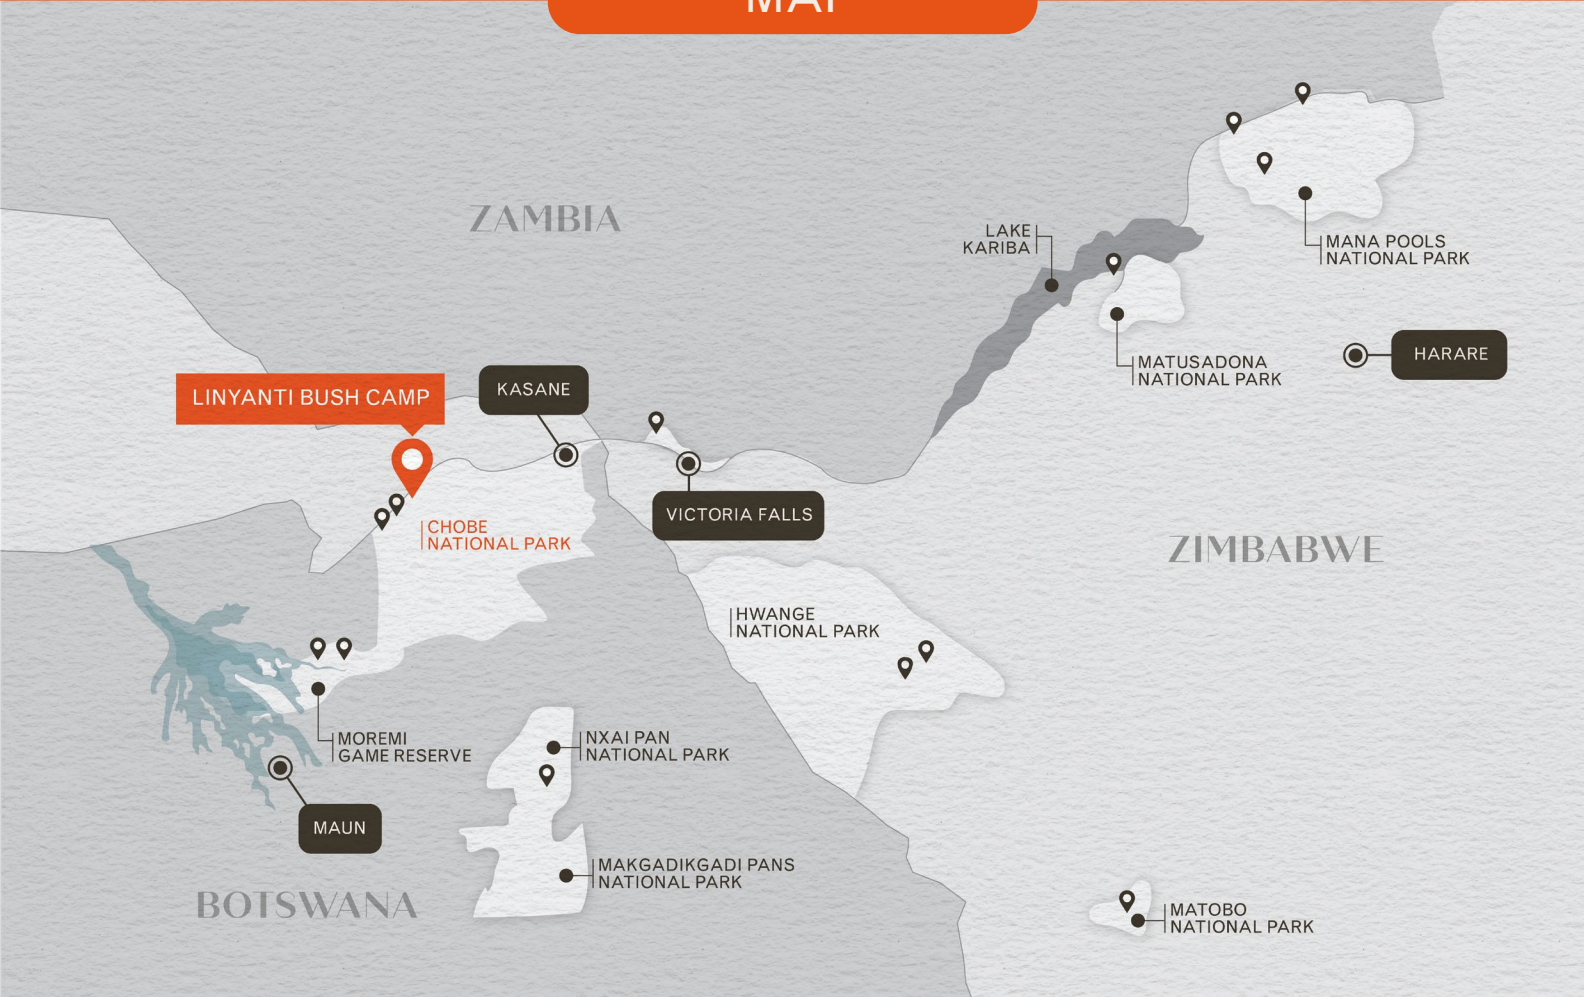 MAP
ZAMBIA
LAKE
KARIBA
MANA POOLS
NATIONAL PARK
MATUSADONA
NATIONAL PARK
HARARE
LINYANTI BUSH CAMP
KASANE
CHOBE
NATIONAL PARK
VICTORIA FALLS
ZIMBABWE
HWANGE
NATIONAL PARK
MOREMI
GAME RESERVE
NXAI PAN
NATIONAL PARK
MAUN
MAKGADIKGADI PANS
NATIONAL PARK
BOTSWANA
MATOBO
NATIONAL PARK